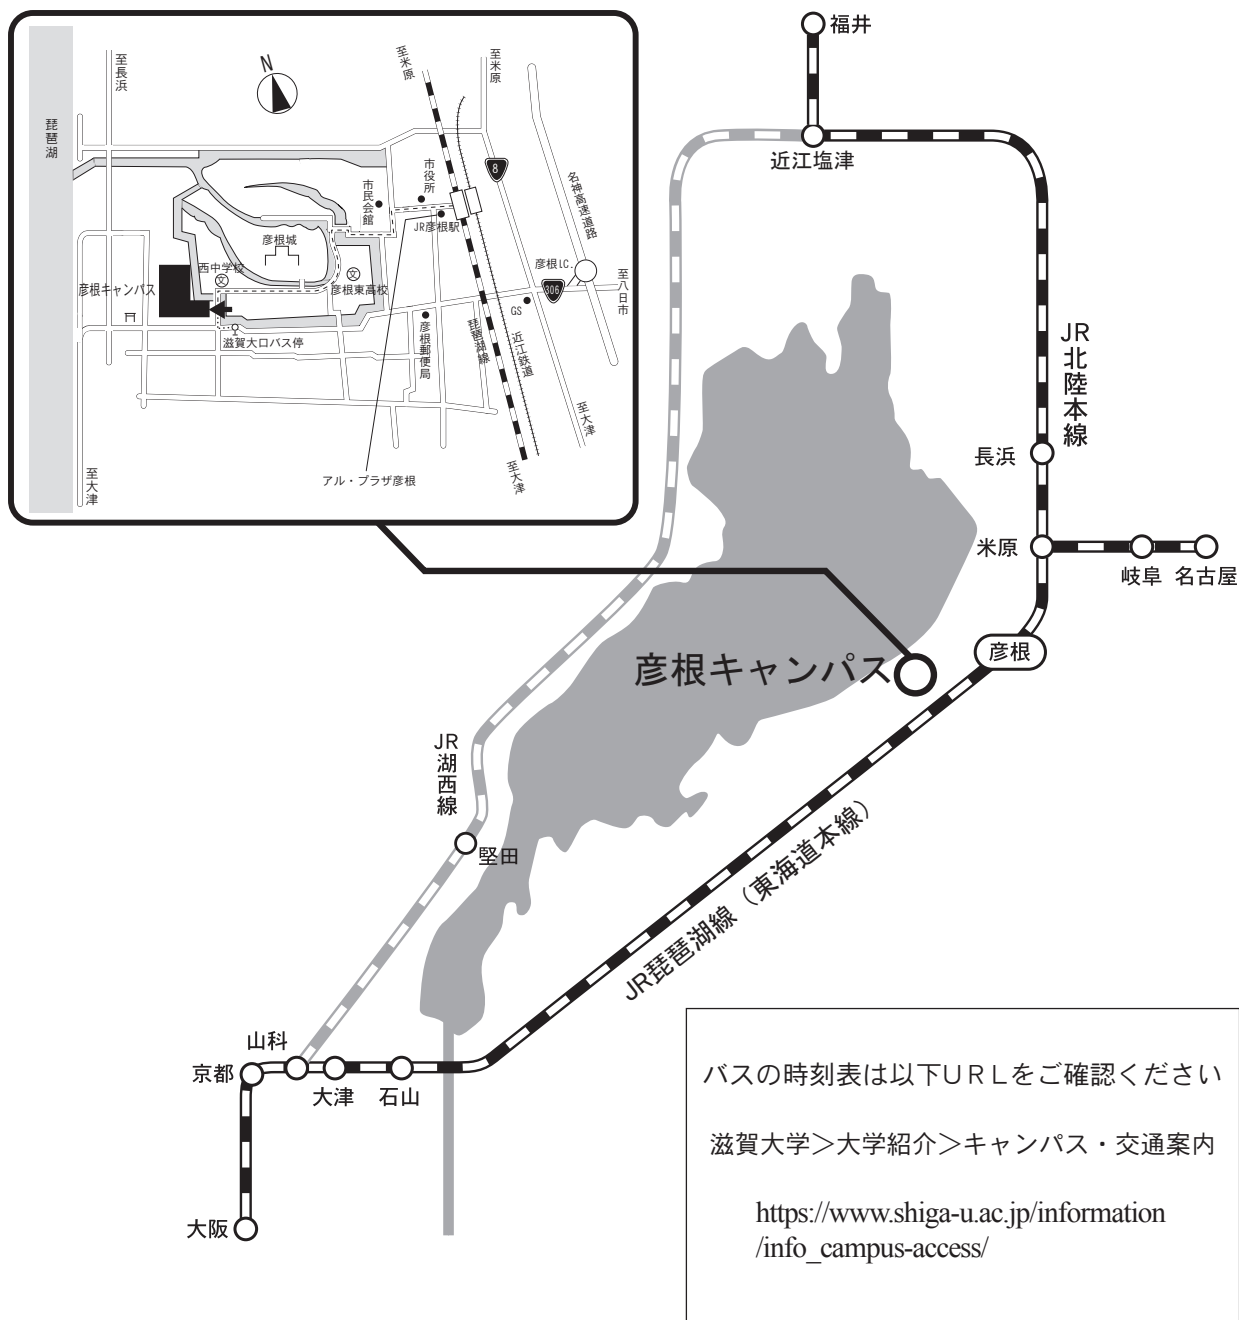 N
至長浜
至米原
至米原
琵琶湖
8
市役所
市民会館
名神高速道路
JR彦根駅
彦根城
西中学校
文
文
彦根I.C.
至八日市
彦根キャンパス
彦根東高校
306
GS
滋賀大口バス停
彦根郵便局
琵琶湖線
近江鉄道
至大津
至大津
至大津
アル・プラザ彦根
福井
近江塩津
JR北陸本線
長浜
米原
岐阜
名古屋
彦根
彦根キャンパス
JR湖西線
堅田
JR琵琶湖線（東海道本線）
山科
京都
大津
石山
大阪
バスの時刻表は以下URLをご確認ください
滋賀大学＞大学紹介＞キャンパス・交通案内
https://www.shiga-u.ac.jp/information
/info_campus-access/